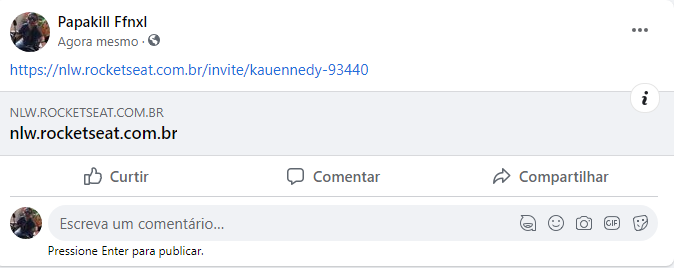 Papakill Ffnxl
Agora mesmo ·
https://nlw.rocketseat.com.br/invite/kauennedy-93440
NLW.ROCKETSEAT.COM.BR
nlw.rocketseat.com.br
Curtir
Comentar
Compartilhar
Escreva um comentário...
GIF
Pressione Enter para publicar.